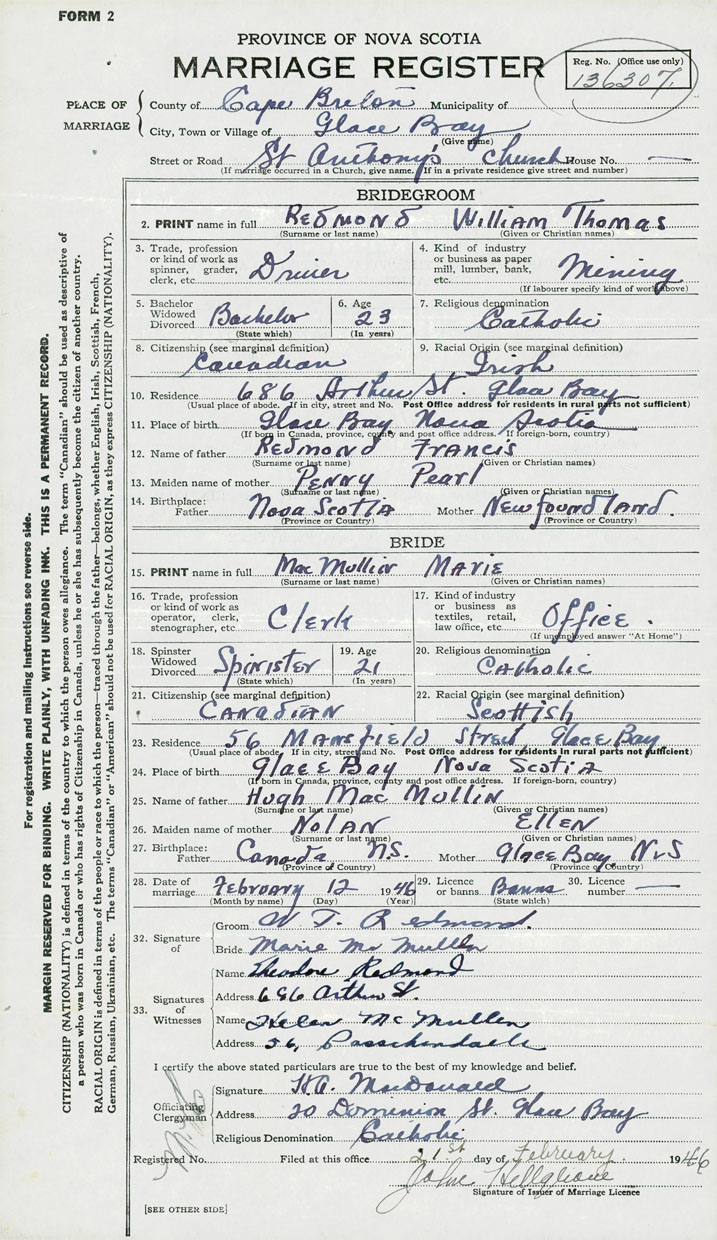 FORM 2
PROVINCE OF NOVA SCOTIA
MARRIAGE REGISTER
Reg. No. (Office use only)
136307
PLACE OF MARRIAGE
County of Cape Breton Municipality of
City, Town or Village of Glace Bay
(Give name)
Street or Road St Anthony's Church House No. —
(If marriage occurred in a Church, give name. If in a private residence give street and number)
BRIDEGROOM
2. PRINT name in full REDMOND William Thomas
(Surname or last name) (Given or Christian names)
3. Trade, profession or kind of work as spinner, grader, clerk, etc. Driver
4. Kind of industry or business as paper mill, lumber, bank, etc. Mining
(If labourer specify kind of work above)
5. Bachelor Widowed Divorced Bachelor
(State which)
6. Age 23
(In years)
7. Religious denomination
Catholic
8. Citizenship (see marginal definition)
Canadian
9. Racial Origin (see marginal definition)
Irish
10. Residence 686 Arthur St. Glace Bay
(Usual place of abode. If in city, street and No. Post Office address for residents in rural parts not sufficient)
11. Place of birth Glace Bay Nova Scotia
(If born in Canada, province, county and post office address. If foreign-born, country)
12. Name of father REDMOND FRANCIS
(Surname or last name) (Given or Christian names)
13. Maiden name of mother PENNY Pearl
(Surname or last name) (Given or Christian names)
14. Birthplace: Father Nova Scotia Mother Newfoundland.
(Province or Country) (Province or Country)
BRIDE
15. PRINT name in full MacMullin MARIE
(Surname or last name) (Given or Christian names)
16. Trade, profession or kind of work as operator, clerk, stenographer, etc. Clerk
17. Kind of industry or business as textiles, retail, law office, etc. Office.
(If unemployed answer "At Home")
18. Spinster Widowed Divorced Spinister
(State which)
19. Age 21
(In years)
20. Religious denomination
Catholic
21. Citizenship (see marginal definition)
CANADIAN
22. Racial Origin (see marginal definition)
Scottish
23. Residence 56 MANSFIELD Street Glace Bay
(Usual place of abode. If in city, street and No. Post Office address for residents in rural parts not sufficient)
24. Place of birth Glace Bay Nova Scotia
(If born in Canada, province, county and post office address. If foreign-born, country)
25. Name of father Hugh MacMullin
(Surname or last name) (Given or Christian names)
26. Maiden name of mother NOLAN ELLEN
(Surname or last name) (Given or Christian names)
27. Birthplace: Father Canada N.S. Mother Glace Bay N.S
(Province or Country) (Province or Country)
28. Date of marriage February 12 1946
(Month by name) (Day) (Year)
29. Licence or banns Banns
(State which)
30. Licence number —
32. Signature of
Groom W. T. Redmond.
Bride Marie McMullen
33. Signatures of Witnesses
Name Theodore Redmond
Address 686 Arthur St.
Name Helen McMullen
Address 56, Passchendaele
I certify the above stated particulars are true to the best of my knowledge and belief.
Officiating Clergyman
Signature MacDonald
Address 20 Dominion St. Glace Bay
Religious Denomination Catholic
Registered No. Filed at this office 21st day of February 1946
John
Signature of Issuer of Marriage Licence
[SEE OTHER SIDE]
For registration and mailing instructions see reverse side.
MARGIN RESERVED FOR BINDING. WRITE PLAINLY, WITH UNFADING INK. THIS IS A PERMANENT RECORD.
CITIZENSHIP (NATIONALITY) is defined in terms of the country to which the person owes allegiance. The term "Canadian" should be used as descriptive of
a person who was born in Canada or who has rights of Citizenship in Canada, unless he or she has subsequently become the citizen of another country.
RACIAL ORIGIN is defined in terms of the people or race to which the person—traced through the father—belongs, whether English, Irish, Scottish, French,
German, Russian, Ukrainian, etc. The terms "Canadian" or "American" should not be used for RACIAL ORIGIN, as they express CITIZENSHIP (NATIONALITY).